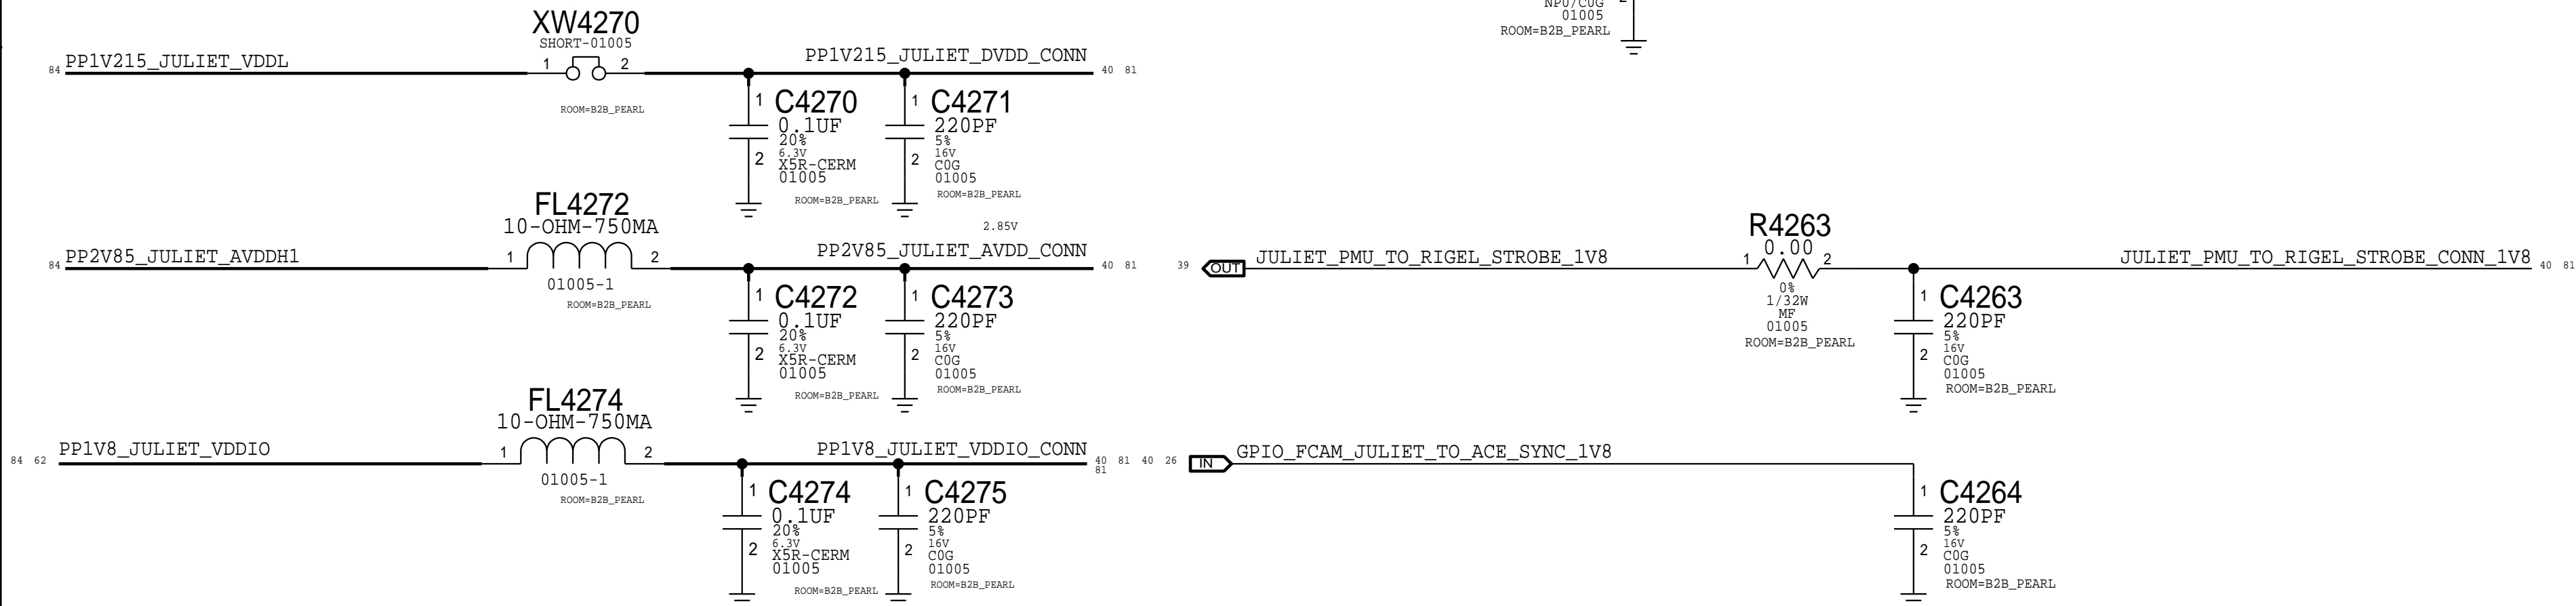 XW4270
SHORT-01005
84 PP1V215_JULIET_VDDL
1 2
PP1V215_JULIET_DVDD_CONN 40 81
ROOM=B2B_PEARL
1 C4270
0.1UF
20%
6.3V
2 X5R-CERM
01005
ROOM=B2B_PEARL
1 C4271
220PF
5%
16V
2 C0G
01005
ROOM=B2B_PEARL
FL4272
10-OHM-750MA
84 PP2V85_JULIET_AVDDH1
1 2
01005-1
ROOM=B2B_PEARL
2.85V
PP2V85_JULIET_AVDD_CONN 40 81
1 C4272
0.1UF
20%
6.3V
2 X5R-CERM
01005
ROOM=B2B_PEARL
1 C4273
220PF
5%
16V
2 C0G
01005
ROOM=B2B_PEARL
FL4274
10-OHM-750MA
84 62 PP1V8_JULIET_VDDIO
1 2
01005-1
ROOM=B2B_PEARL
PP1V8_JULIET_VDDIO_CONN 40 81 40 26
81
1 C4274
0.1UF
20%
6.3V
2 X5R-CERM
01005
ROOM=B2B_PEARL
1 C4275
220PF
5%
16V
2 C0G
01005
ROOM=B2B_PEARL
NP0/C0G
01005
ROOM=B2B_PEARL
39 OUT JULIET_PMU_TO_RIGEL_STROBE_1V8
R4263
0.00
1 2
0%
1/32W
MF
01005
ROOM=B2B_PEARL
JULIET_PMU_TO_RIGEL_STROBE_CONN_1V8 40 81
1 C4263
220PF
5%
16V
2 C0G
01005
ROOM=B2B_PEARL
IN GPIO_FCAM_JULIET_TO_ACE_SYNC_1V8
1 C4264
220PF
5%
16V
2 C0G
01005
ROOM=B2B_PEARL